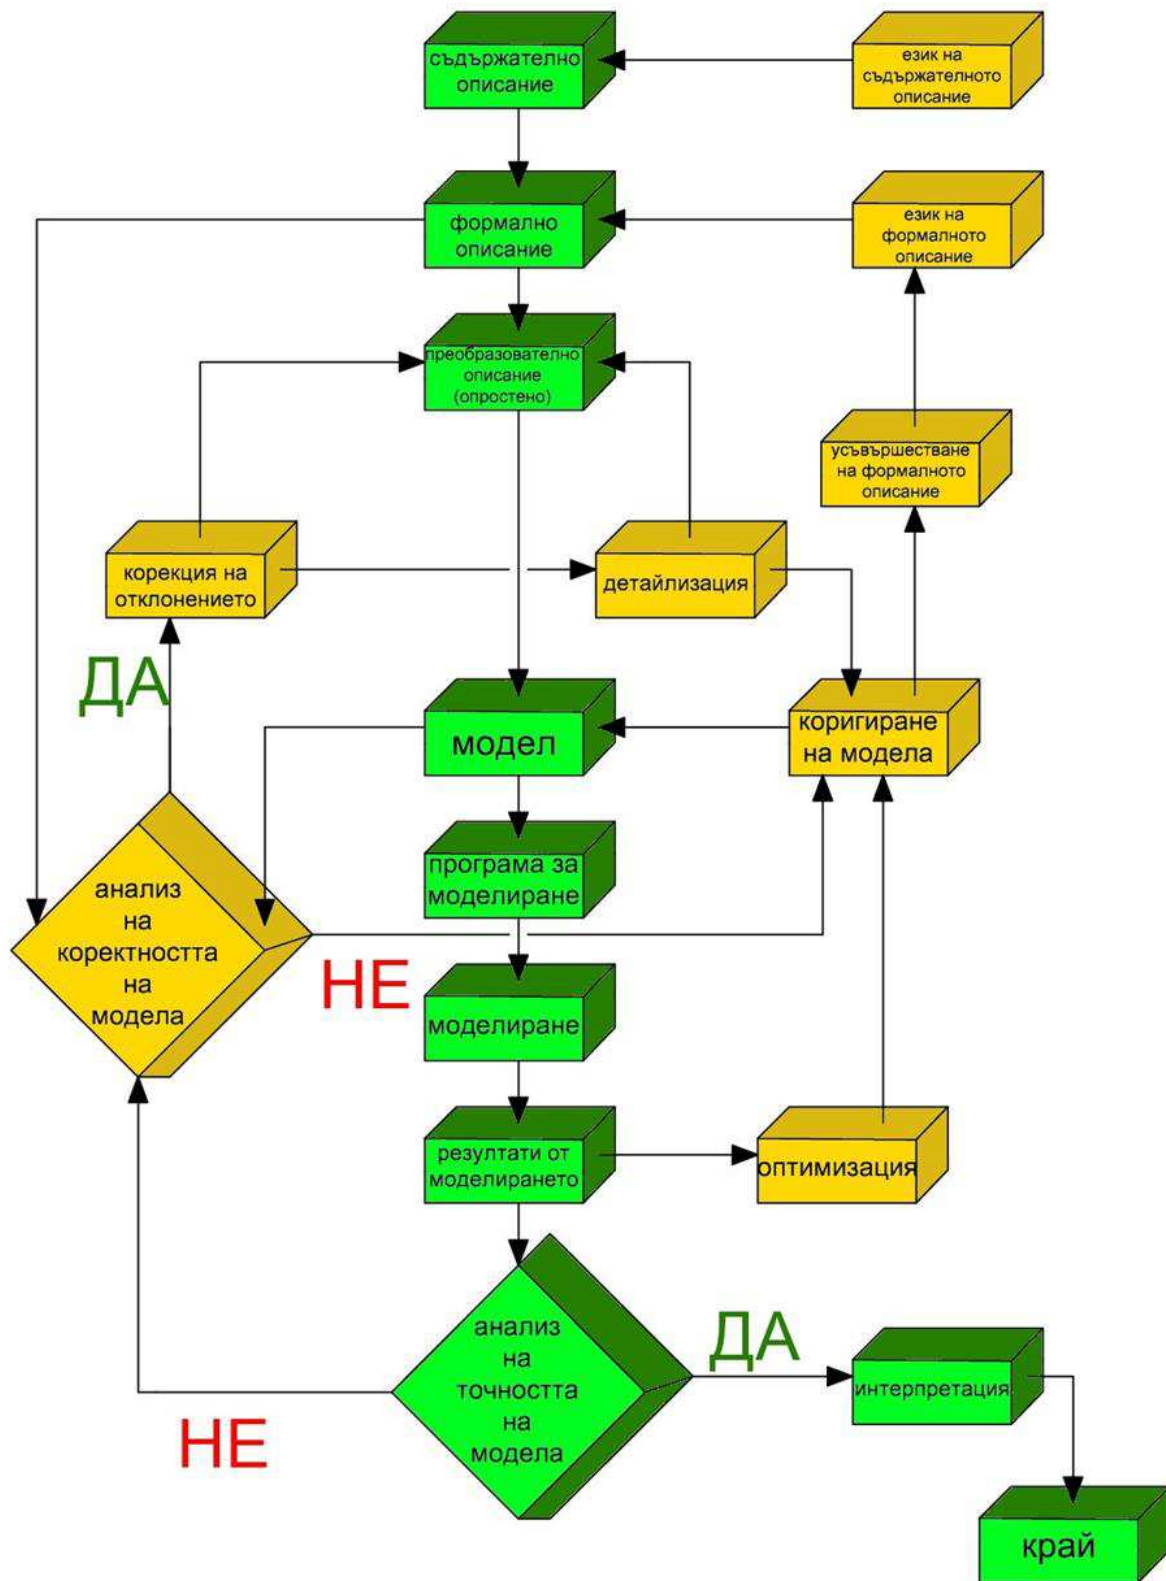 съдържателно
описание
език на
съдържателното
описание
формално
описание
език на
формалното
описание
преобразователно
описание
(опростено)
усъвършестване
на формалното
описание
корекция на
отклонението
детайлизация
ДА
модел
коригиране
на модела
програма за
моделиране
анализ
на
коректността
на
модела
НЕ
моделиране
резултати от
моделирането
оптимизация
анализ
на
точността
на
модела
ДА
интерпретация
НЕ
край